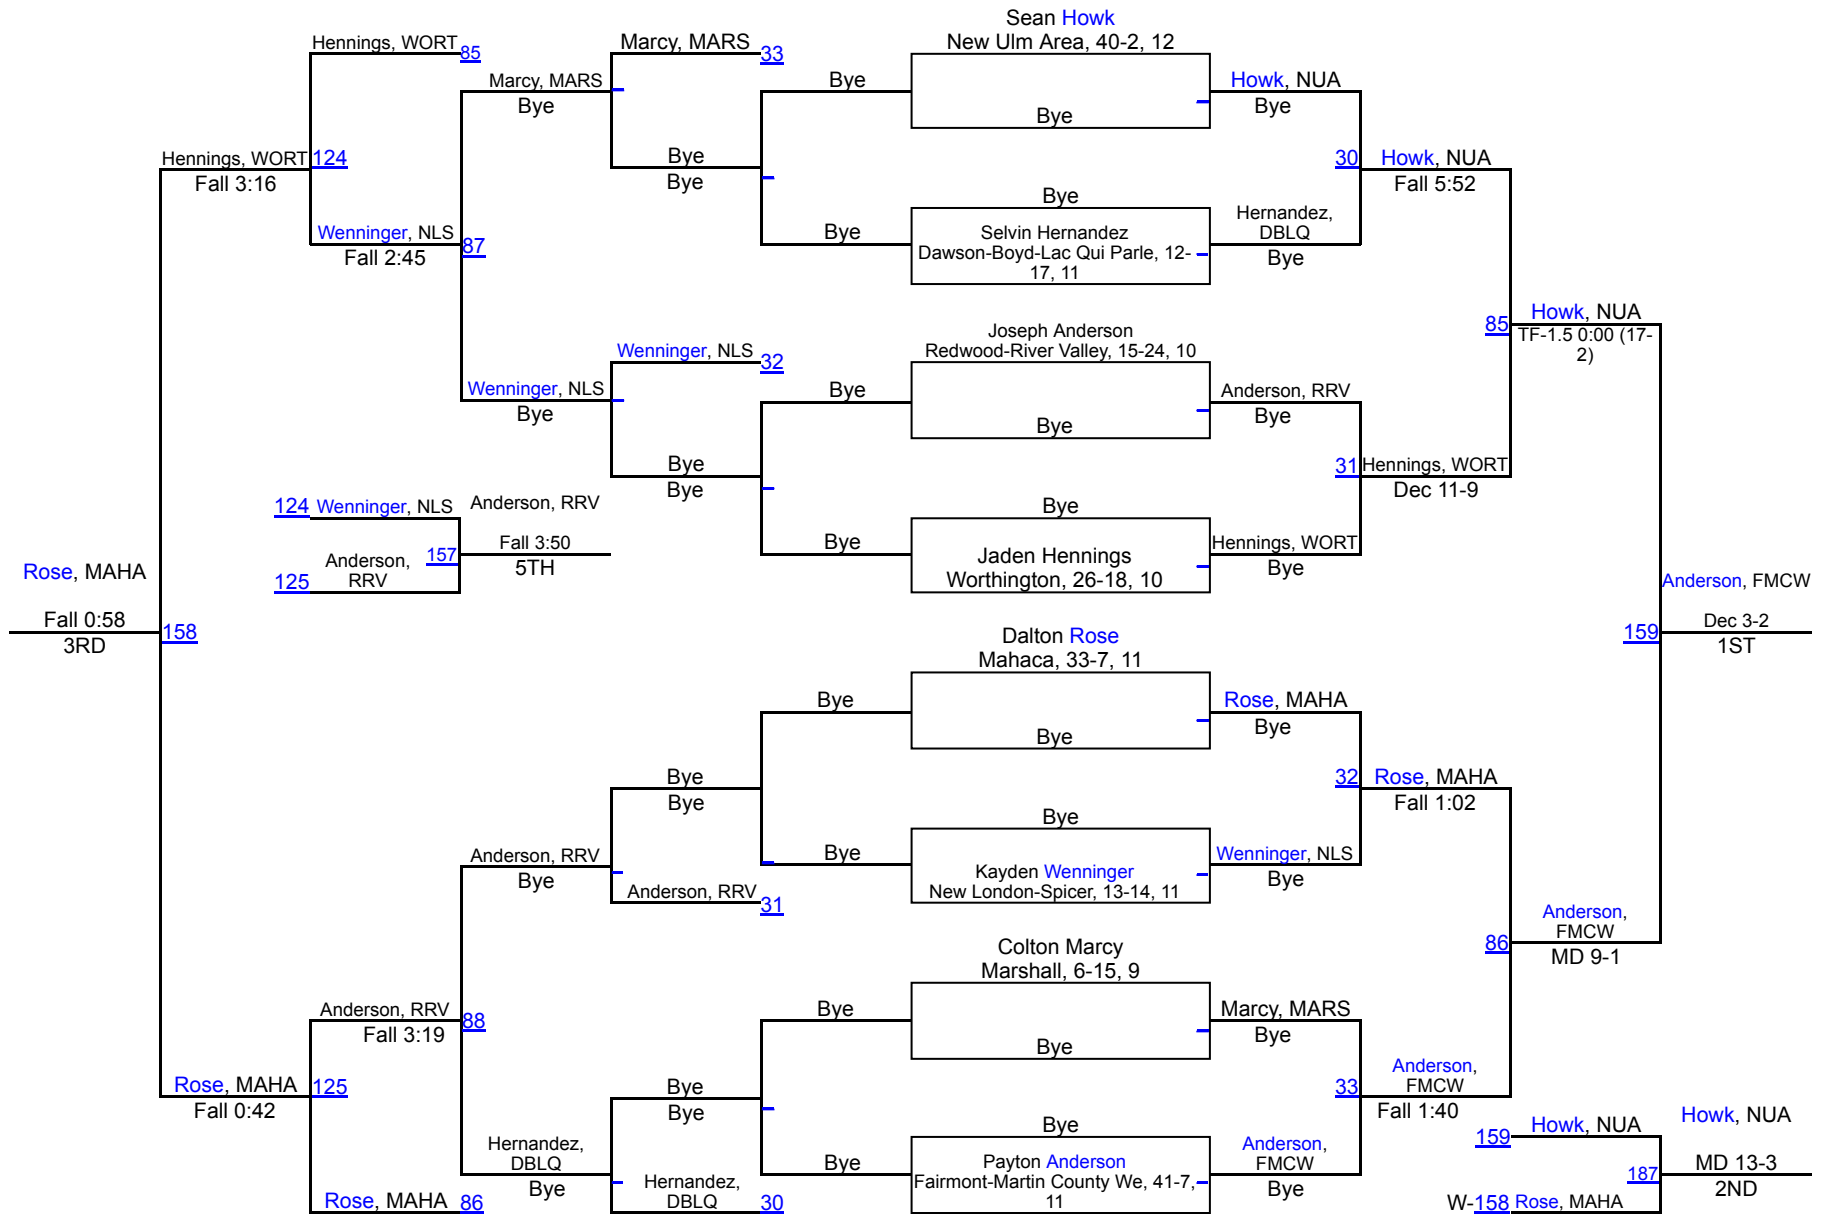 Sean Howk
New Ulm Area, 40-2, 12
Bye
Bye
Selvin Hernandez
Dawson-Boyd-Lac Qui Parle, 12-
17, 11
Joseph Anderson
Redwood-River Valley, 15-24, 10
Bye
Bye
Jaden Hennings
Worthington, 26-18, 10
Dalton Rose
Mahaca, 33-7, 11
Bye
Bye
Kayden Wenninger
New London-Spicer, 13-14, 11
Colton Marcy
Marshall, 6-15, 9
Bye
Bye
Payton Anderson
Fairmont-Martin County We, 41-7,
11
Howk, NUA
Bye
30
Hernandez,
DBLQ
Bye
Anderson, RRV
Bye
31
Hennings, WORT
Bye
Rose, MAHA
Bye
32
Wenninger, NLS
Bye
Marcy, MARS
Bye
33
Anderson,
FMCW
Bye
Howk, NUA
Fall 5:52
85
Hennings, WORT
Dec 11-9
Rose, MAHA
Fall 1:02
86
Anderson,
FMCW
Fall 1:40
Howk, NUA
TF-1.5 0:00 (17-
2)
159
Anderson,
FMCW
MD 9-1
Anderson, FMCW
Dec 3-2
1ST
Howk, NUA
159
187
W-158 Rose, MAHA
Howk, NUA
MD 13-3
2ND
Bye
Bye
Bye
Bye
Bye
Bye
Bye
Bye
Marcy, MARS 33
Bye
Bye
Wenninger, NLS 32
Bye
Bye
Bye
Bye
Anderson, RRV 31
Bye
Bye
Hernandez,
DBLQ 30
Marcy, MARS
Bye
87
Wenninger, NLS
Bye
Anderson, RRV
Bye
88
Hernandez,
DBLQ
Bye
Hennings, WORT 85
124
Wenninger, NLS
Fall 2:45
Anderson, RRV
Fall 3:19
125
Rose, MAHA 86
124 Wenninger, NLS
Anderson,
RRV
125
157
Anderson, RRV
Fall 3:50
5TH
Hennings, WORT
Fall 3:16
158
Rose, MAHA
Fall 0:42
Rose, MAHA
Fall 0:58
3RD